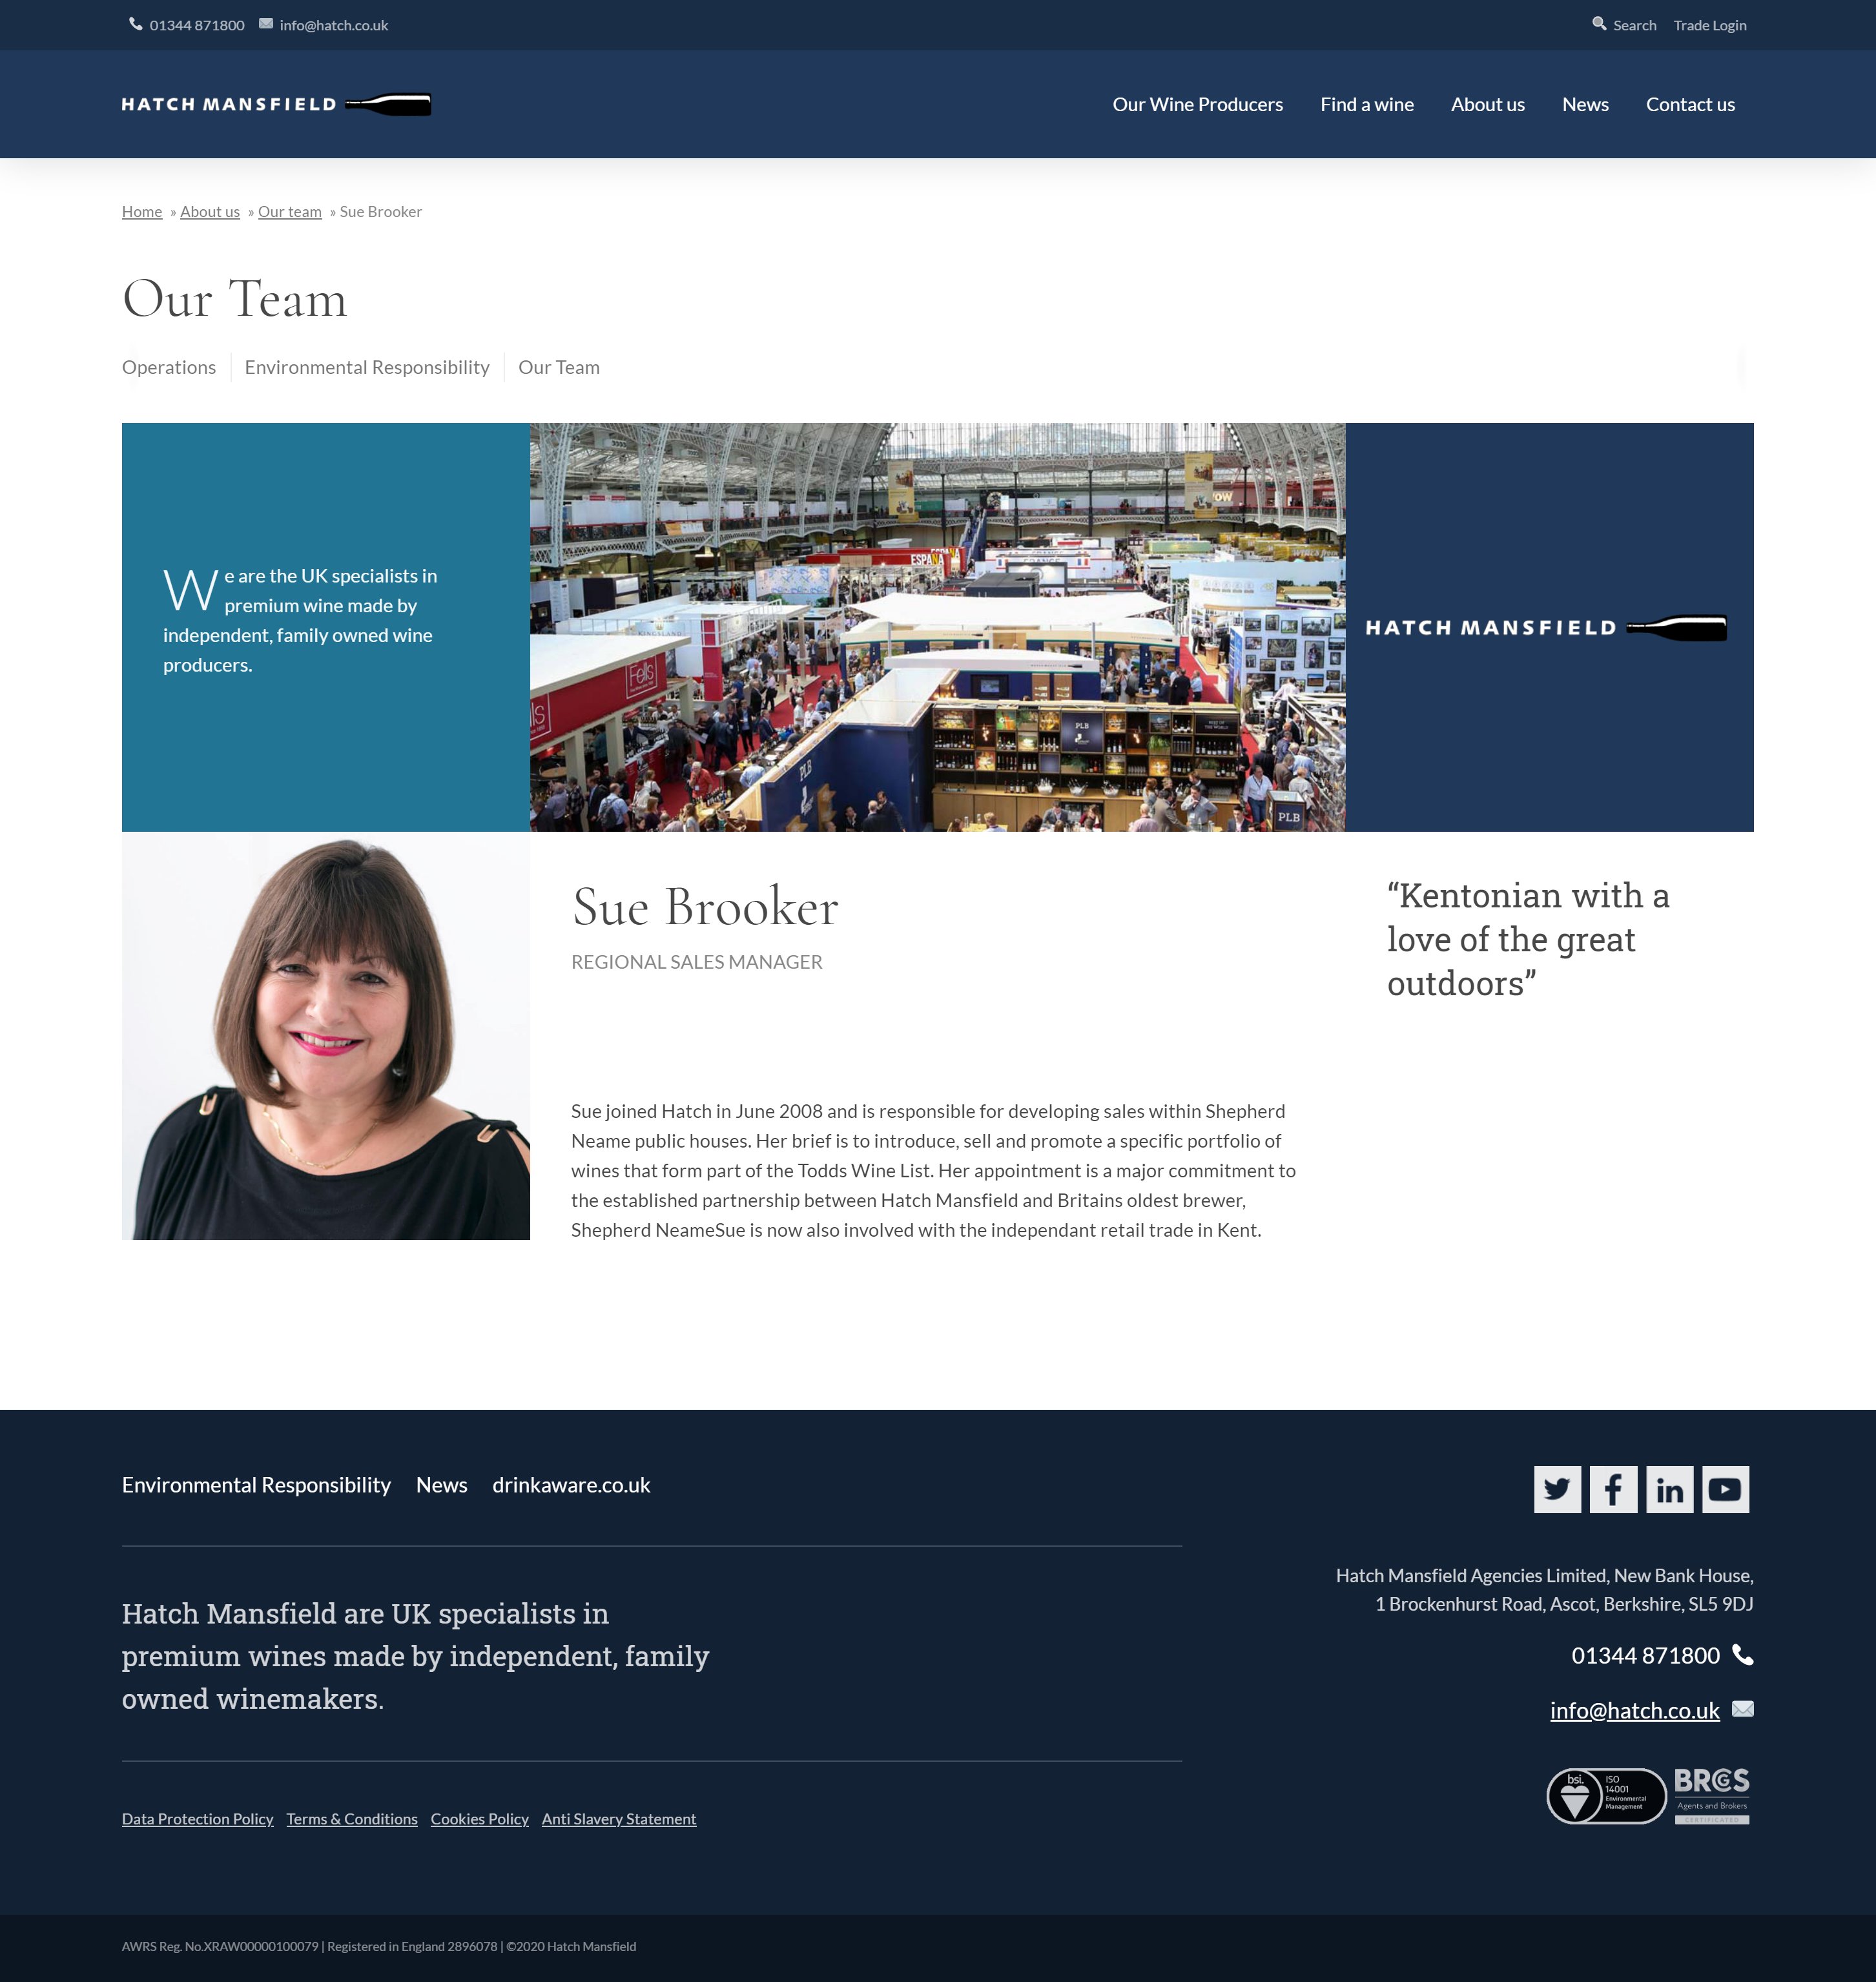 01344 871800 info@hatch.co.uk Search Trade Login
HATCH MANSFIELD Our Wine Producers Find a wine About us News Contact us
Home » About us » Our team » Sue Brooker
Our Team
Operations Environmental Responsibility Our Team
We are the UK specialists in
premium wine made by
independent, family owned wine
producers.
ESPAÑA
Fells
PLB
PLB
PLB
HATCH MANSFIELD
Sue Brooker
REGIONAL SALES MANAGER
“Kentonian with a
love of the great
outdoors”
Sue joined Hatch in June 2008 and is responsible for developing sales within Shepherd
Neame public houses. Her brief is to introduce, sell and promote a specific portfolio of
wines that form part of the Todds Wine List. Her appointment is a major commitment to
the established partnership between Hatch Mansfield and Britains oldest brewer,
Shepherd NeameSue is now also involved with the independant retail trade in Kent.
Environmental Responsibility News drinkaware.co.uk
Hatch Mansfield are UK specialists in
premium wines made by independent, family
owned winemakers.
Data Protection Policy Terms & Conditions Cookies Policy Anti Slavery Statement
Hatch Mansfield Agencies Limited, New Bank House,
1 Brockenhurst Road, Ascot, Berkshire, SL5 9DJ
01344 871800
info@hatch.co.uk
bsi. ISO
14001
Environmental
Management
BRCGS
Agents and Brokers
CERTIFICATED
AWRS Reg. No.XRAW00000100079 | Registered in England 2896078 | ©2020 Hatch Mansfield